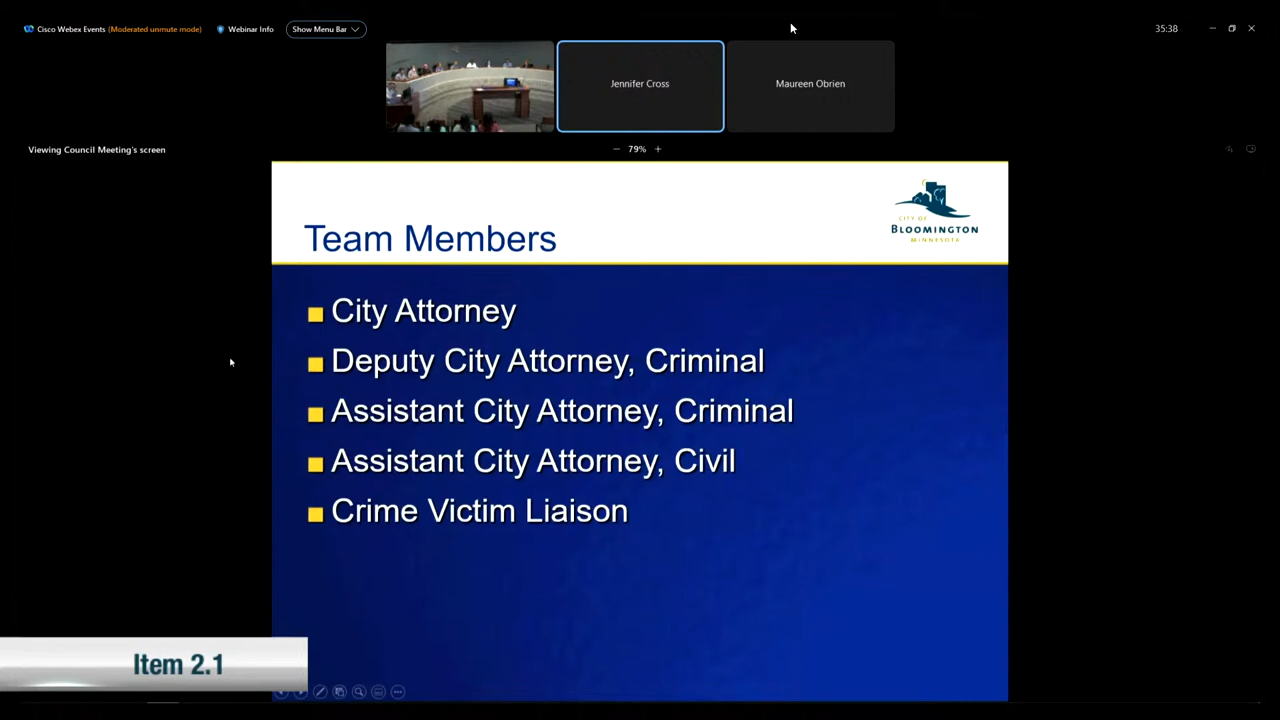 Cisco Webex Events (Moderated unmute mode) Webinar Info Show Menu Bar 35:38
Jennifer Cross
Maureen Obrien
Viewing Council Meeting's screen
79%
CITY OF
BLOOMINGTON
MINNESOTA
Team Members
City Attorney
Deputy City Attorney, Criminal
Assistant City Attorney, Criminal
Assistant City Attorney, Civil
Crime Victim Liaison
Item 2.1